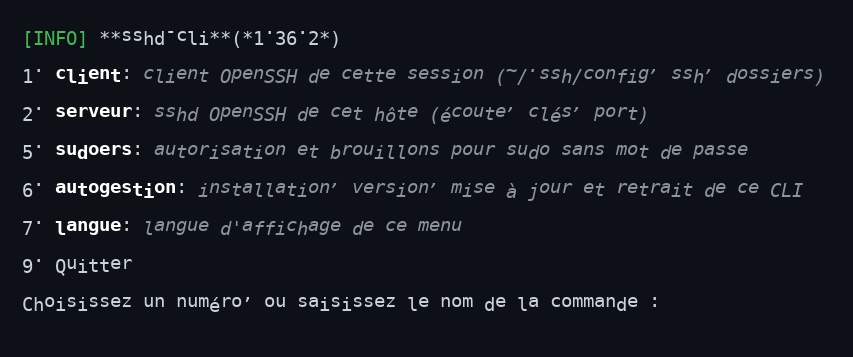 [INFO] **sshd-cli**(*1.36.2*)
1. client: client OpenSSH de cette session (~/.ssh/config, ssh, dossiers)
2. serveur: sshd OpenSSH de cet hôte (écoute, clés, port)
5. sudoers: autorisation et brouillons pour sudo sans mot de passe
6. autogestion: installation, version, mise à jour et retrait de ce CLI
7. langue: langue d'affichage de ce menu
9. Quitter
Choisissez un numéro, ou saisissez le nom de la commande :